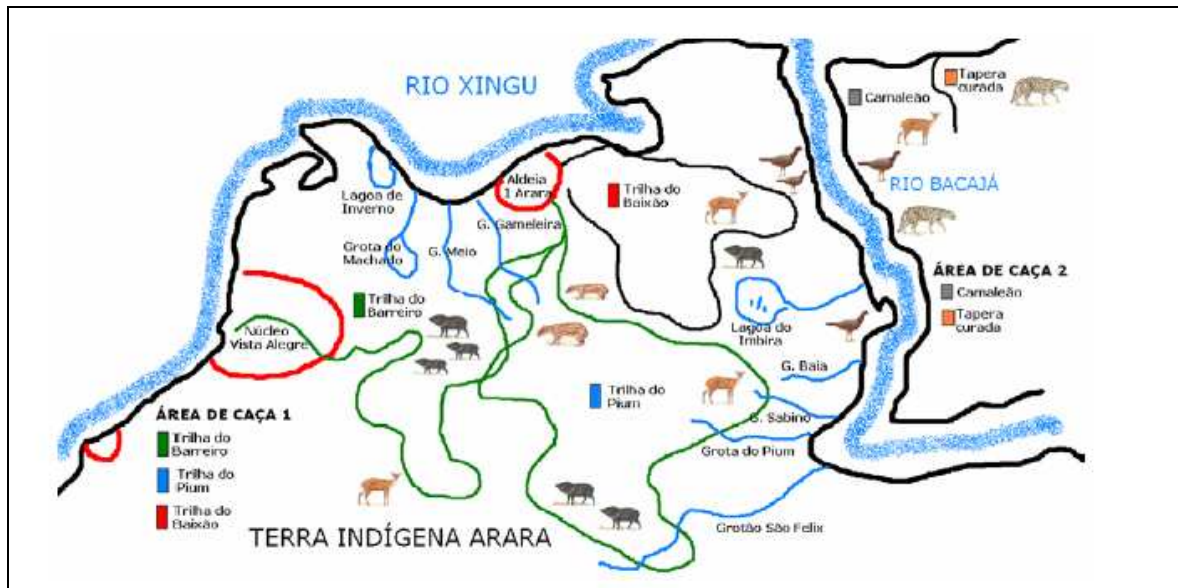 RIO XINGU
Tapera
curada
Camaleão
RIO BACAJÁ
Lagoa de
Inverno
Aldeia
1 Arara
Trilha do
Baixão
G. Gameleira
Grota do
Machado
G. Meio
ÁREA DE CAÇA 2
Camaleão
Tapera
curada
Trilha do
Barreiro
Núcleo
Vista Alegre
Lagoa do
Imbira
G. Baia
Trilha do
Pium
G. Sabino
Grota do Pium
ÁREA DE CAÇA 1
Trilha do
Barreiro
Trilha do
Pium
Trilha do
Baixão
Grotão São Felix
TERRA INDÍGENA ARARA